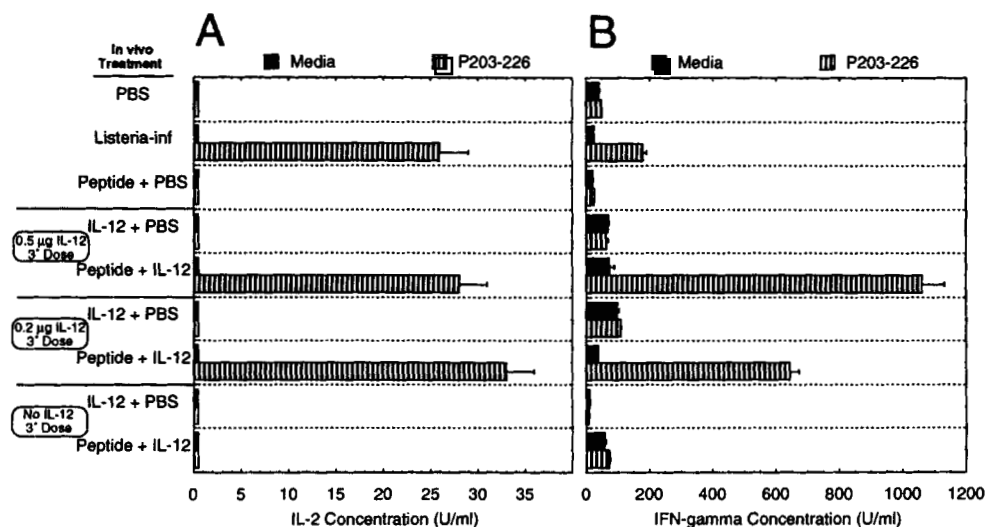 A
B
In vivo
Treatment
Media
P203-226
Media
P203-226
PBS
Listeria-inf
Peptide + PBS
0.5 µg IL-12
3° Dose
IL-12 + PBS
Peptide + IL-12
0.2 µg IL-12
3° Dose
IL-12 + PBS
Peptide + IL-12
No IL-12
3° Dose
IL-12 + PBS
Peptide + IL-12
0 5 10 15 20 25 30 35
0 200 400 600 800 1000 1200
IL-2 Concentration (U/ml)
IFN-gamma Concentration (U/ml)